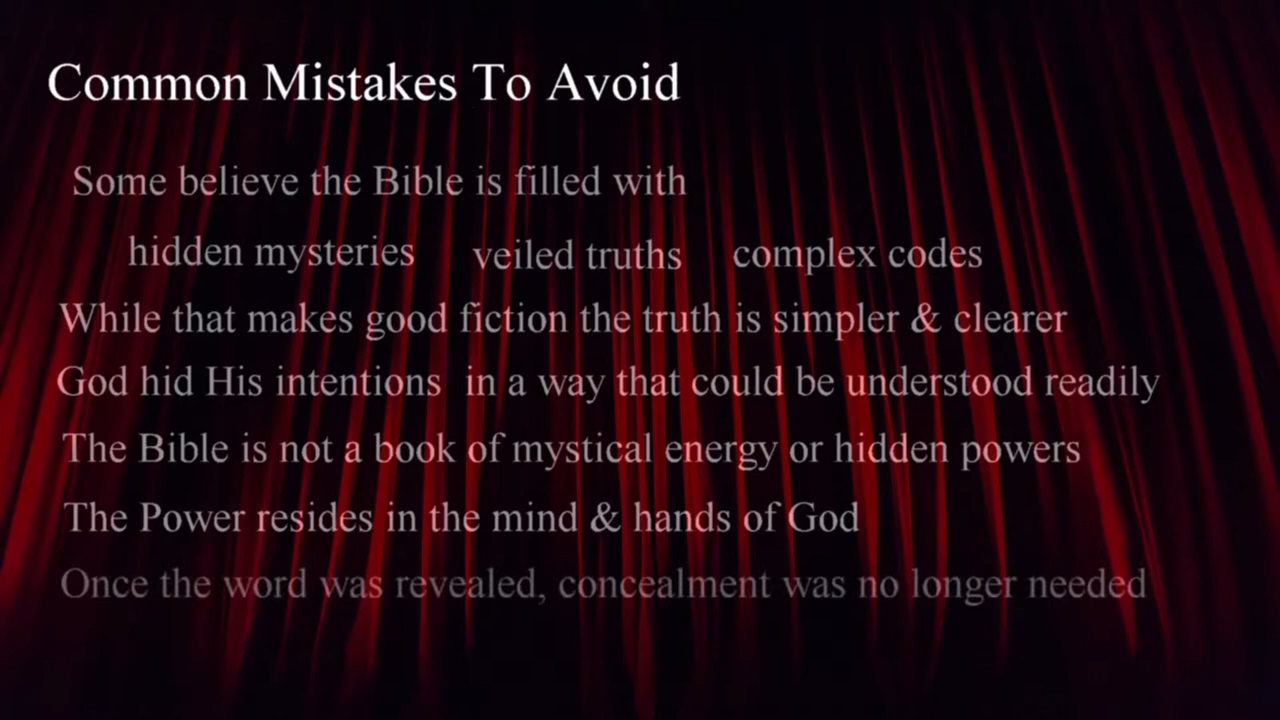 Common Mistakes To Avoid
Some believe the Bible is filled with
hidden mysteries veiled truths complex codes
While that makes good fiction the truth is simpler & clearer
God hid His intentions in a way that could be understood readily
The Bible is not a book of mystical energy or hidden powers
The Power resides in the mind & hands of God
Once the word was revealed, concealment was no longer needed